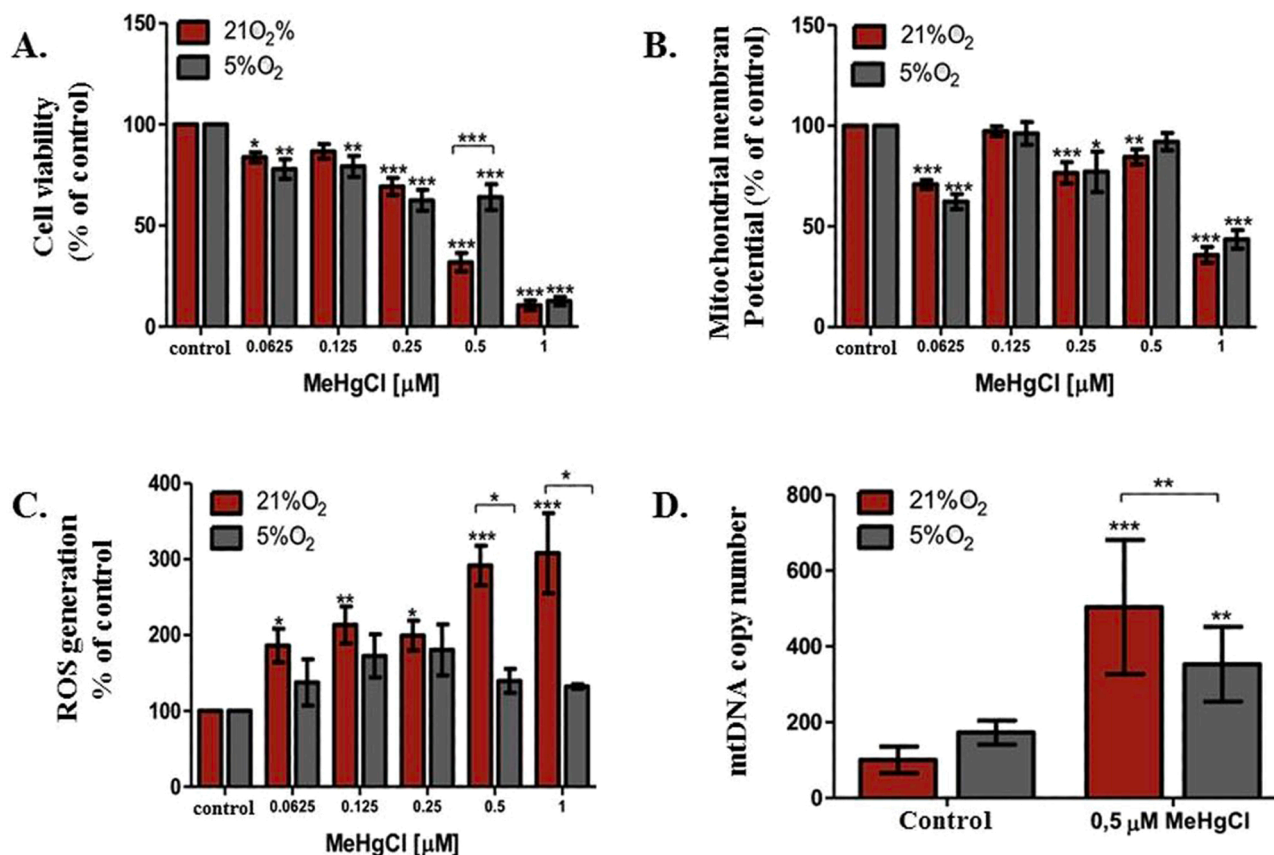 A.
Cell viability
(% of control)
150
100
50
0
21O₂%
5%O₂
* ** ** *** *** *** *** *** *** ***
control 0.0625 0.125 0.25 0.5 1
MeHgCl [μM]
B.
Mitochondrial membran
Potential (% of control)
150
100
50
0
21%O₂
5%O₂
*** *** *** * ** *** ***
control 0.0625 0.125 0.25 0.5 1
MeHgCl [μM]
C.
ROS generation
% of control
400
300
200
100
0
21%O₂
5%O₂
* ** * *** * *** *
control 0.0625 0.125 0.25 0.5 1
MeHgCl [μM]
D.
mtDNA copy number
800
600
400
200
0
21%O₂
5%O₂
*** ** **
Control 0,5 μM MeHgCl